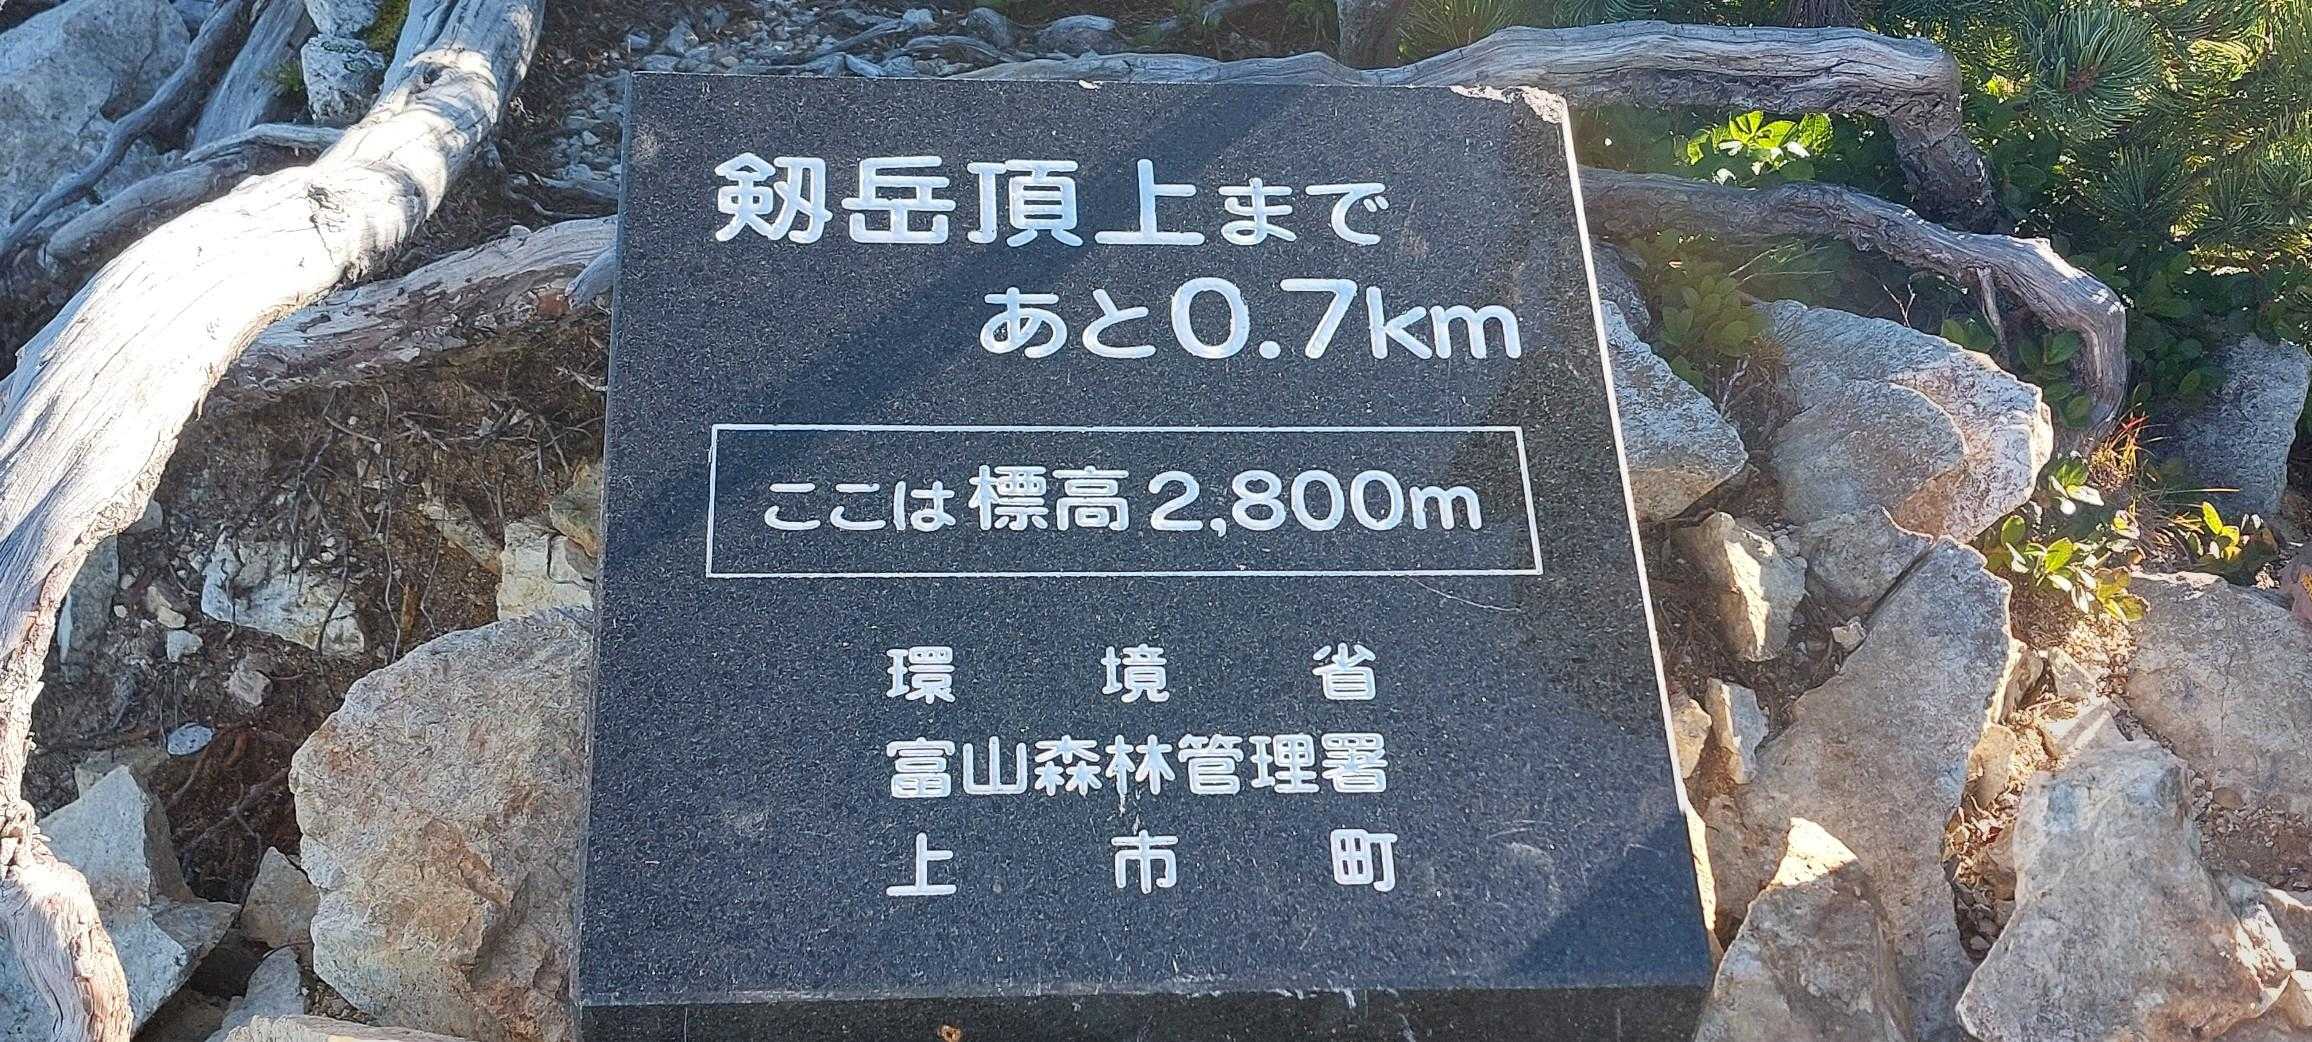 剱岳頂上まで
あと0.7km
ここは標高2,800m
環境省
富山森林管理署
上市町